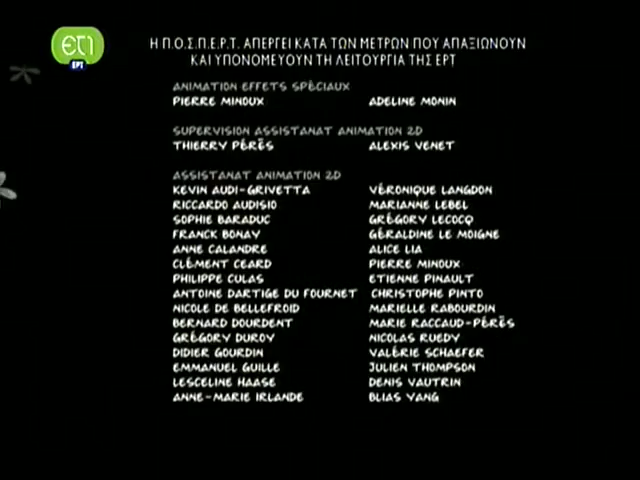 ετ1
ΕΡΤ
Η Π.Ο.Σ.Π.Ε.Ρ.Τ. ΑΠΕΡΓΕΙ ΚΑΤΑ ΤΩΝ ΜΕΤΡΩΝ ΠΟΥ ΑΠΑΞΙΩΝΟΥΝ
ΚΑΙ ΥΠΟΝΟΜΕΥΟΥΝ ΤΗ ΛΕΙΤΟΥΡΓΙΑ ΤΗΣ ΕΡΤ
ANIMATION EFFETS SPÉCIAUX
PIERRE MINOUX ADELINE MONIN
SUPERVISION ASSISTANAT ANIMATION 2D
THIERRY PÉRÈS ALEXIS VENET
ASSISTANAT ANIMATION 2D
KEVIN AUDI-GRIVETTA VÉRONIQUE LANGDON
RICCARDO AUDISIO MARIANNE LEBEL
SOPHIE BARADUC GRÉGORY LECOCQ
FRANCK BONAY GÉRALDINE LE MOIGNE
ANNE CALANDRE ALICE LIA
CLÉMENT CEARD PIERRE MINOUX
PHILIPPE CULAS ETIENNE PINAULT
ANTOINE DARTIGE DU FOURNET CHRISTOPHE PINTO
NICOLE DE BELLEFROID MARIELLE RABOURDIN
BERNARD DOURDENT MARIE RACCAUD-PÉRÈS
GRÉGORY DUROY NICOLAS RUEDY
DIDIER GOURDIN VALÉRIE SCHAEFER
EMMANUEL GUILLE JULIEN THOMPSON
LESCELINE HAASE DENIS VAUTRIN
ANNE-MARIE IRLANDE BLIAS VANG